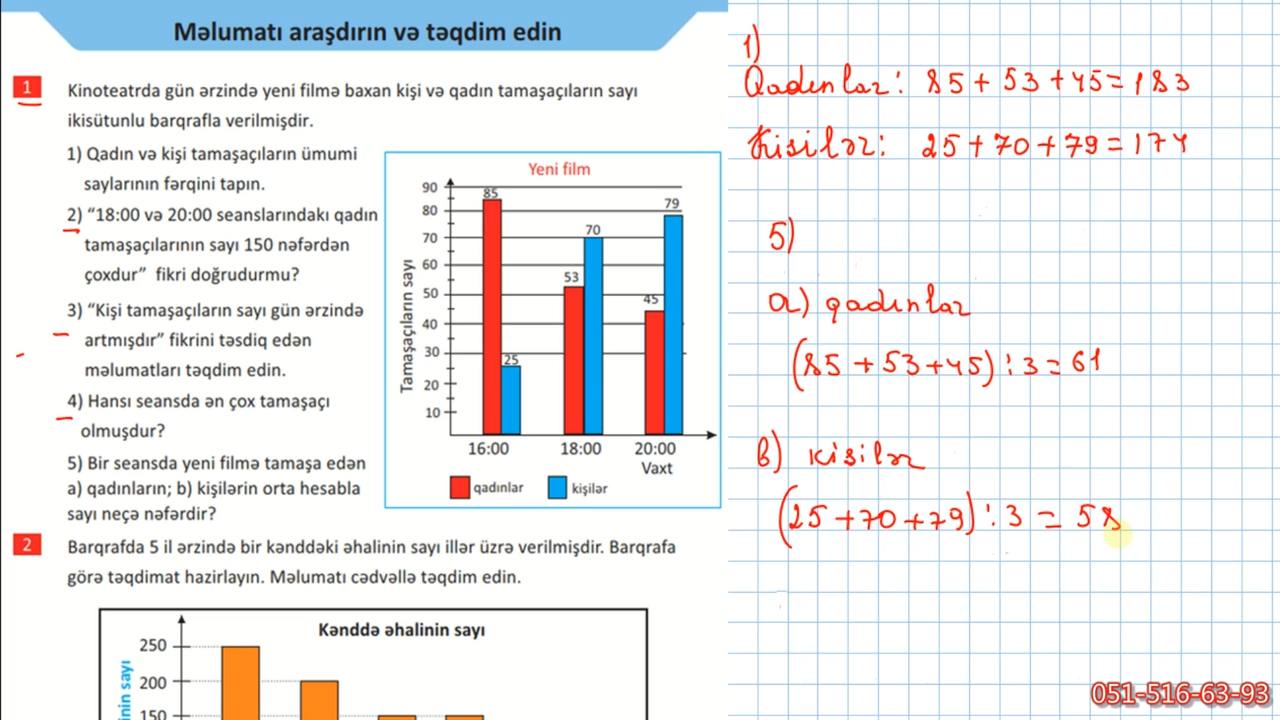 Məlumatı araşdırın və təqdim edin
1 Kinoteatrda gün ərzində yeni filmə baxan kişi və qadın tamaşaçıların sayı
ikisütunlu barqrafla verilmişdir.
1) Qadın və kişi tamaşaçıların ümumi
saylarının fərqini tapın.
2) “18:00 və 20:00 seanslarındakı qadın
tamaşaçılarının sayı 150 nəfərdən
çoxdur” fikri doğrudurmu?
3) “Kişi tamaşaçıların sayı gün ərzində
artmışdır” fikrini təsdiq edən
məlumatları təqdim edin.
4) Hansı seansda ən çox tamaşaçı
olmuşdur?
5) Bir seansda yeni filmə tamaşa edən
a) qadınların; b) kişilərin orta hesabla
sayı neçə nəfərdir?
Yeni film
Tamaşaçıların sayı
90
80
70
60
50
40
30
20
10
85
25
53
70
45
79
16:00 18:00 20:00
Vaxt
qadınlar kişilər
2 Barqrafda 5 il ərzində bir kənddəki əhalinin sayı illər üzrə verilmişdir. Barqrafa
görə təqdimat hazirlayın. Məlumatı cədvəllə təqdim edin.
Kənddə əhalinin sayı
250
200
150
inin sayı
1)
Qadınlar: 85+53+45=183
Kişilər: 25+70+79=174
5)
a) qadınlar
(85+53+45):3=61
b) kisilər
(25+70+79):3=58
051-516-63-93